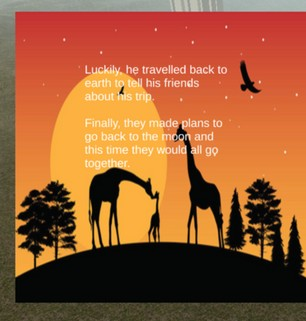 Luckily, he travelled back to
earth to tell his friends
about his trip.
Finally, they made plans to
go back to the moon and
this time they would all go
together.